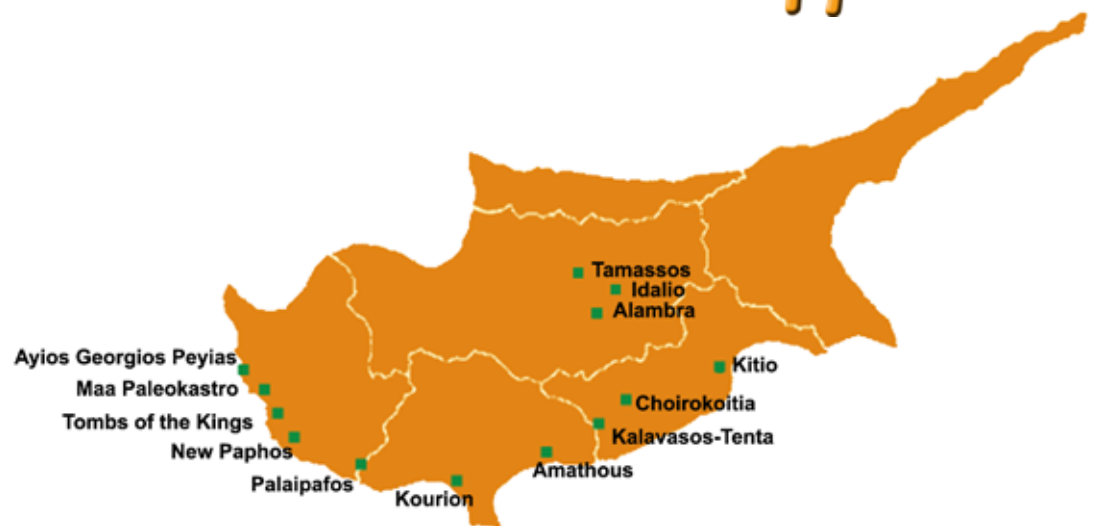 Tamassos
Idalio
Alambra
Ayios Georgios Peyias
Kitio
Maa Paleokastro
Choirokoitia
Tombs of the Kings
Kalavasos-Tenta
New Paphos
Amathous
Palaipafos
Kourion